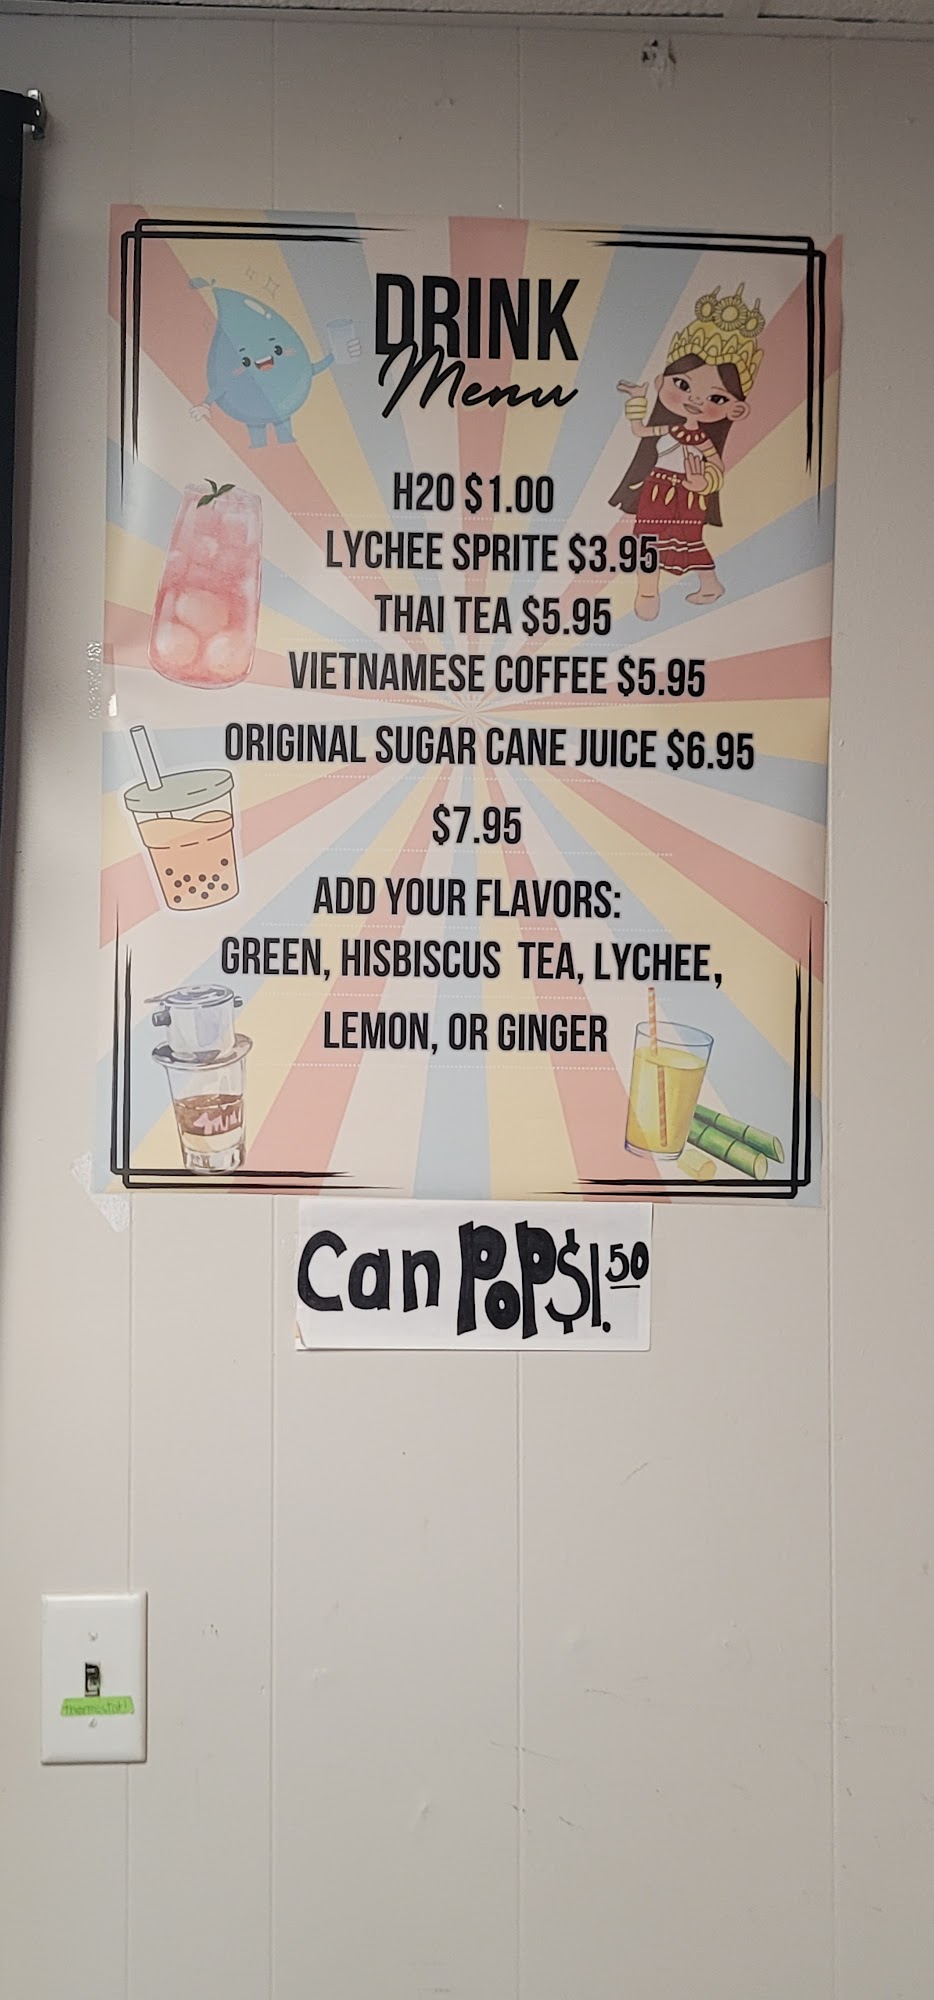 DRINK
Menu
H20 $1.00
LYCHEE SPRITE $3.95
THAI TEA $5.95
VIETNAMESE COFFEE $5.95
ORIGINAL SUGAR CANE JUICE $6.95
$7.95
ADD YOUR FLAVORS:
GREEN, HISBISCUS TEA, LYCHEE,
LEMON, OR GINGER
Can POP $1.50